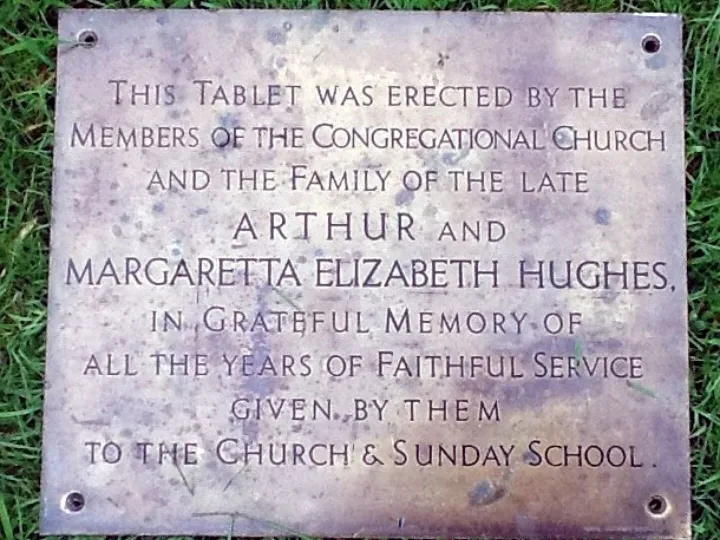 THIS TABLET WAS ERECTED BY THE
MEMBERS OF THE CONGREGATIONAL CHURCH
AND THE FAMILY OF THE LATE
ARTHUR AND
MARGARETTA ELIZABETH HUGHES,
IN GRATEFUL MEMORY OF
ALL THE YEARS OF FAITHFUL SERVICE
GIVEN BY THEM
TO THE CHURCH & SUNDAY SCHOOL.